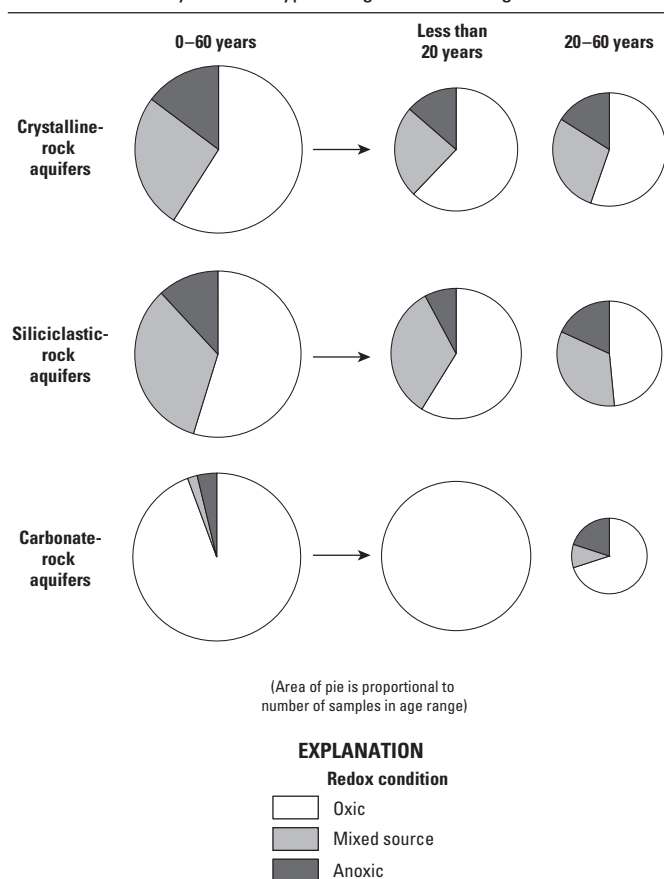 0–60 years
Less than
20 years
20–60 years
Crystalline-
rock
aquifers
Siliciclastic-
rock
aquifers
Carbonate-
rock
aquifers
(Area of pie is proportional to
number of samples in age range)
EXPLANATION
Redox condition
Oxic
Mixed source
Anoxic